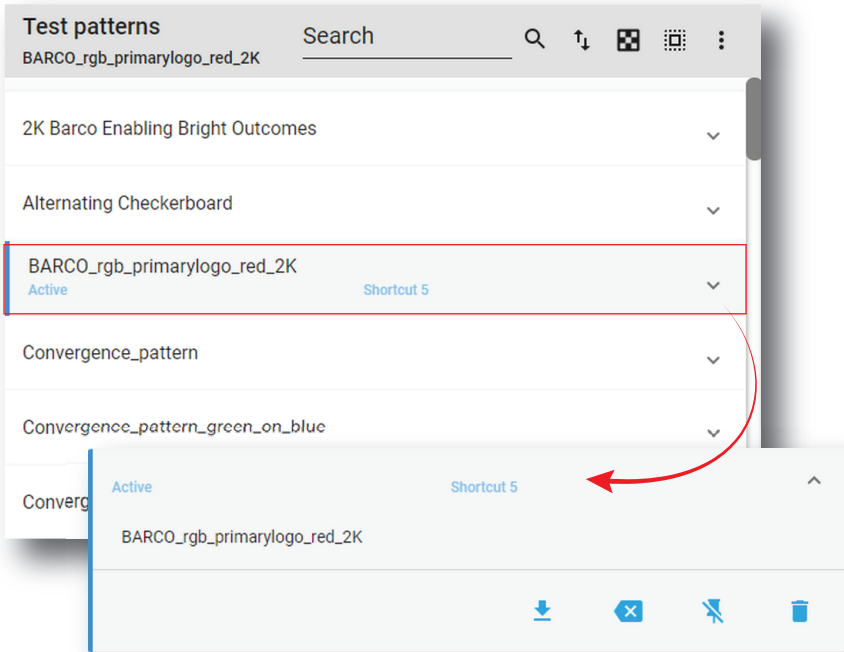 Test patterns
BARCO_rgb_primarylogo_red_2K
Search
2K Barco Enabling Bright Outcomes
Alternating Checkerboard
BARCO_rgb_primarylogo_red_2K
Active Shortcut 5
Convergence_pattern
Convergence_pattern_green_on_blue
Converg
Active Shortcut 5
BARCO_rgb_primarylogo_red_2K